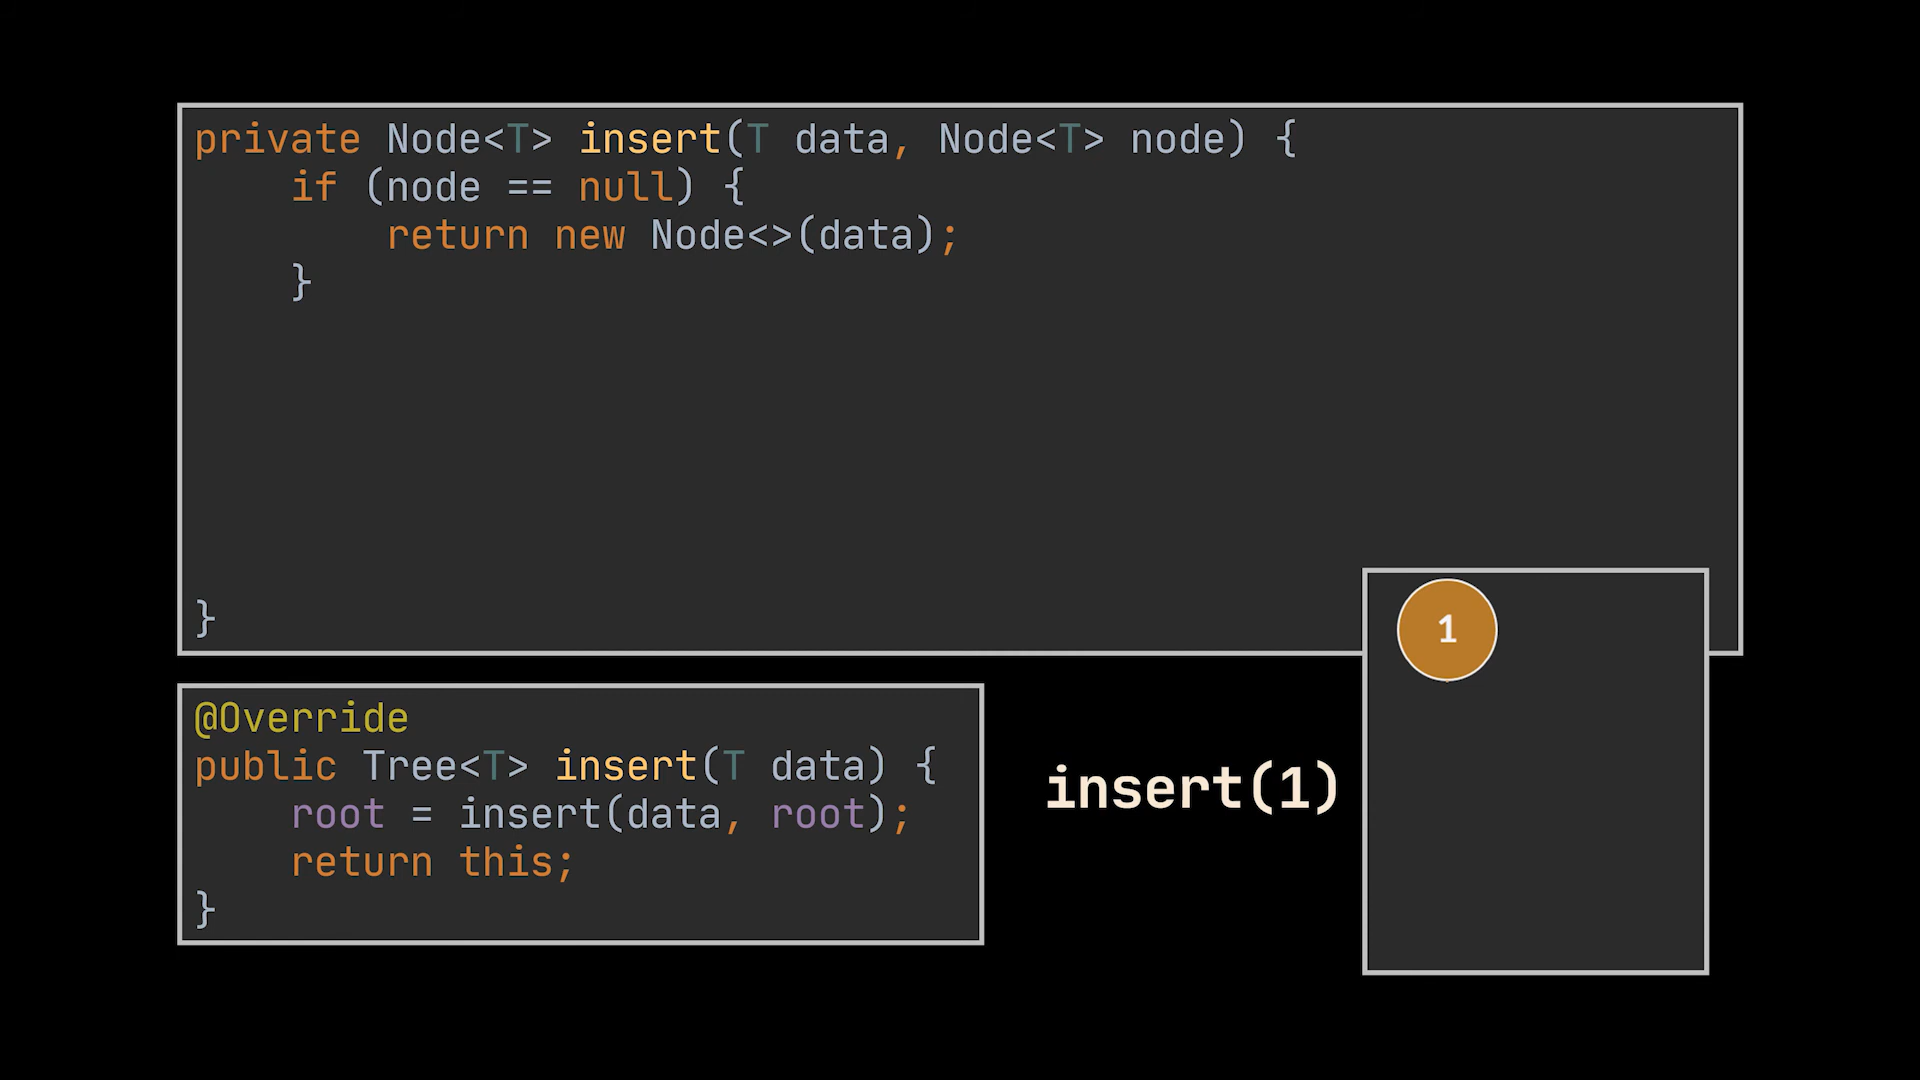 private Node<T> insert(T data, Node<T> node) {
    if (node == null) {
        return new Node<>(data);
    }
}
@Override
public Tree<T> insert(T data) {
    root = insert(data, root);
    return this;
}
insert(1)
1